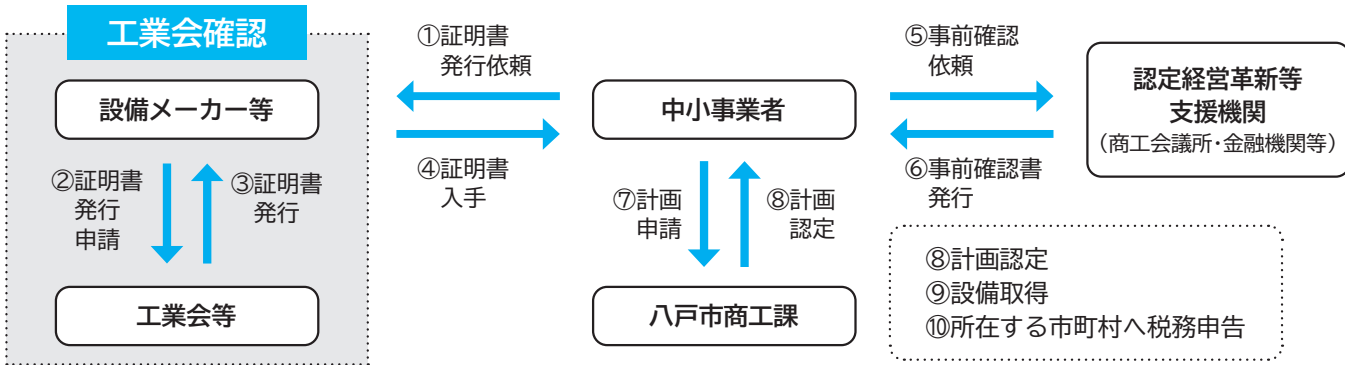 工業会確認
設備メーカー等
②証明書
発行
申請
③証明書
発行
工業会等
①証明書
発行依頼
④証明書
入手
中小事業者
⑦計画
申請
⑧計画
認定
八戸市商工課
⑤事前確認
依頼
⑥事前確認書
発行
認定経営革新等
支援機関
（商工会議所・金融機関等）
⑧計画認定
⑨設備取得
⑩所在する市町村へ税務申告